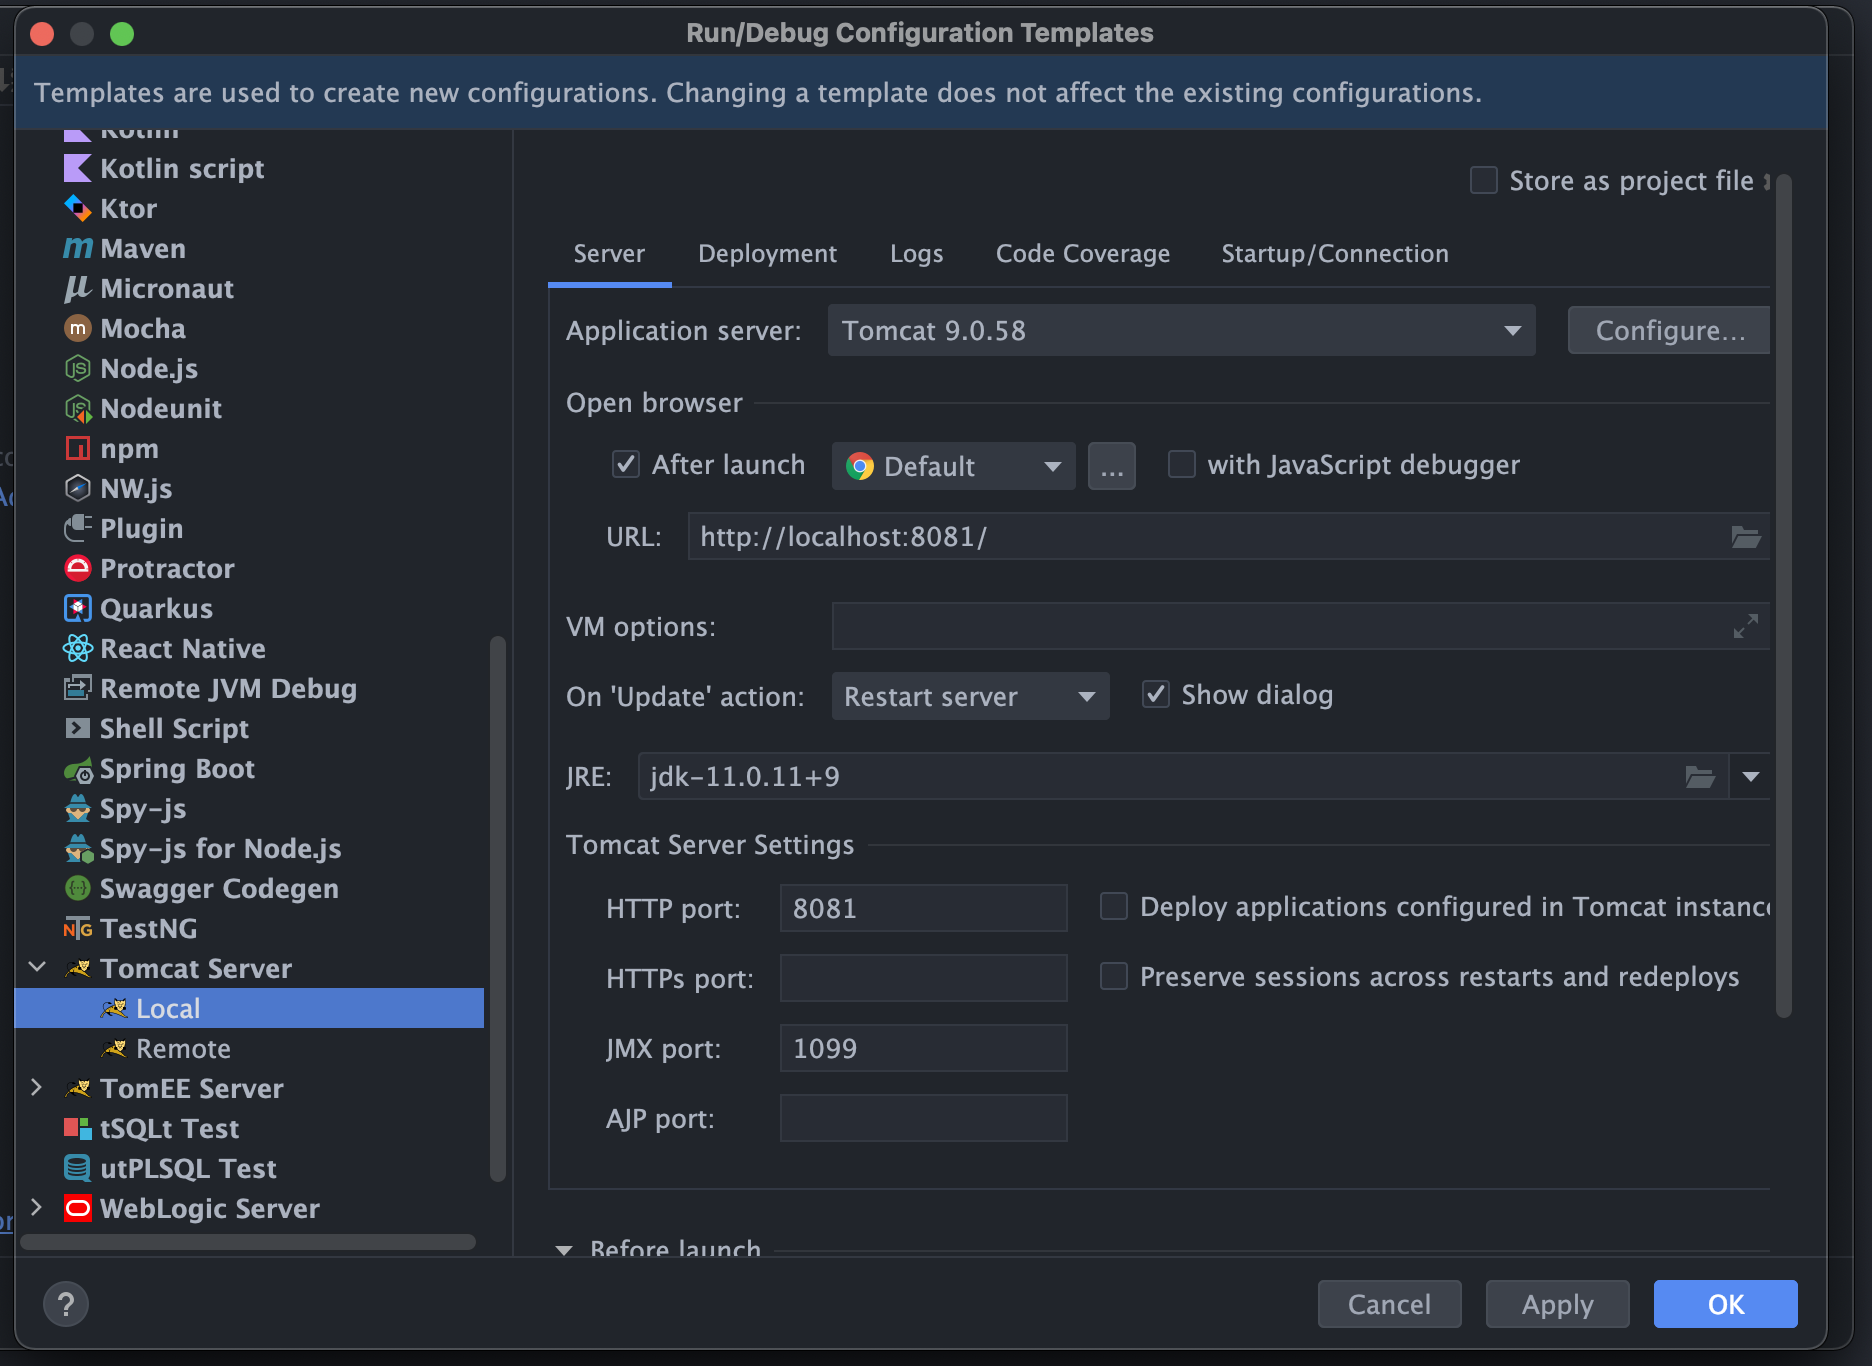 Run/Debug Configuration Templates
Templates are used to create new configurations. Changing a template does not affect the existing configurations.
Kotlin
Kotlin script
Ktor
Maven
Micronaut
Mocha
Node.js
Nodeunit
npm
NW.js
Plugin
Protractor
Quarkus
React Native
Remote JVM Debug
Shell Script
Spring Boot
Spy-js
Spy-js for Node.js
Swagger Codegen
TestNG
Tomcat Server
Local
Remote
TomEE Server
tSQLt Test
utPLSQL Test
WebLogic Server
Store as project file
Server Deployment Logs Code Coverage Startup/Connection
Application server: Tomcat 9.0.58 Configure...
Open browser
After launch Default ... with JavaScript debugger
URL: http://localhost:8081/
VM options:
On 'Update' action: Restart server Show dialog
JRE: jdk-11.0.11+9
Tomcat Server Settings
HTTP port: 8081 Deploy applications configured in Tomcat instanc
HTTPs port: Preserve sessions across restarts and redeploys
JMX port: 1099
AJP port:
Before launch
? Cancel Apply OK